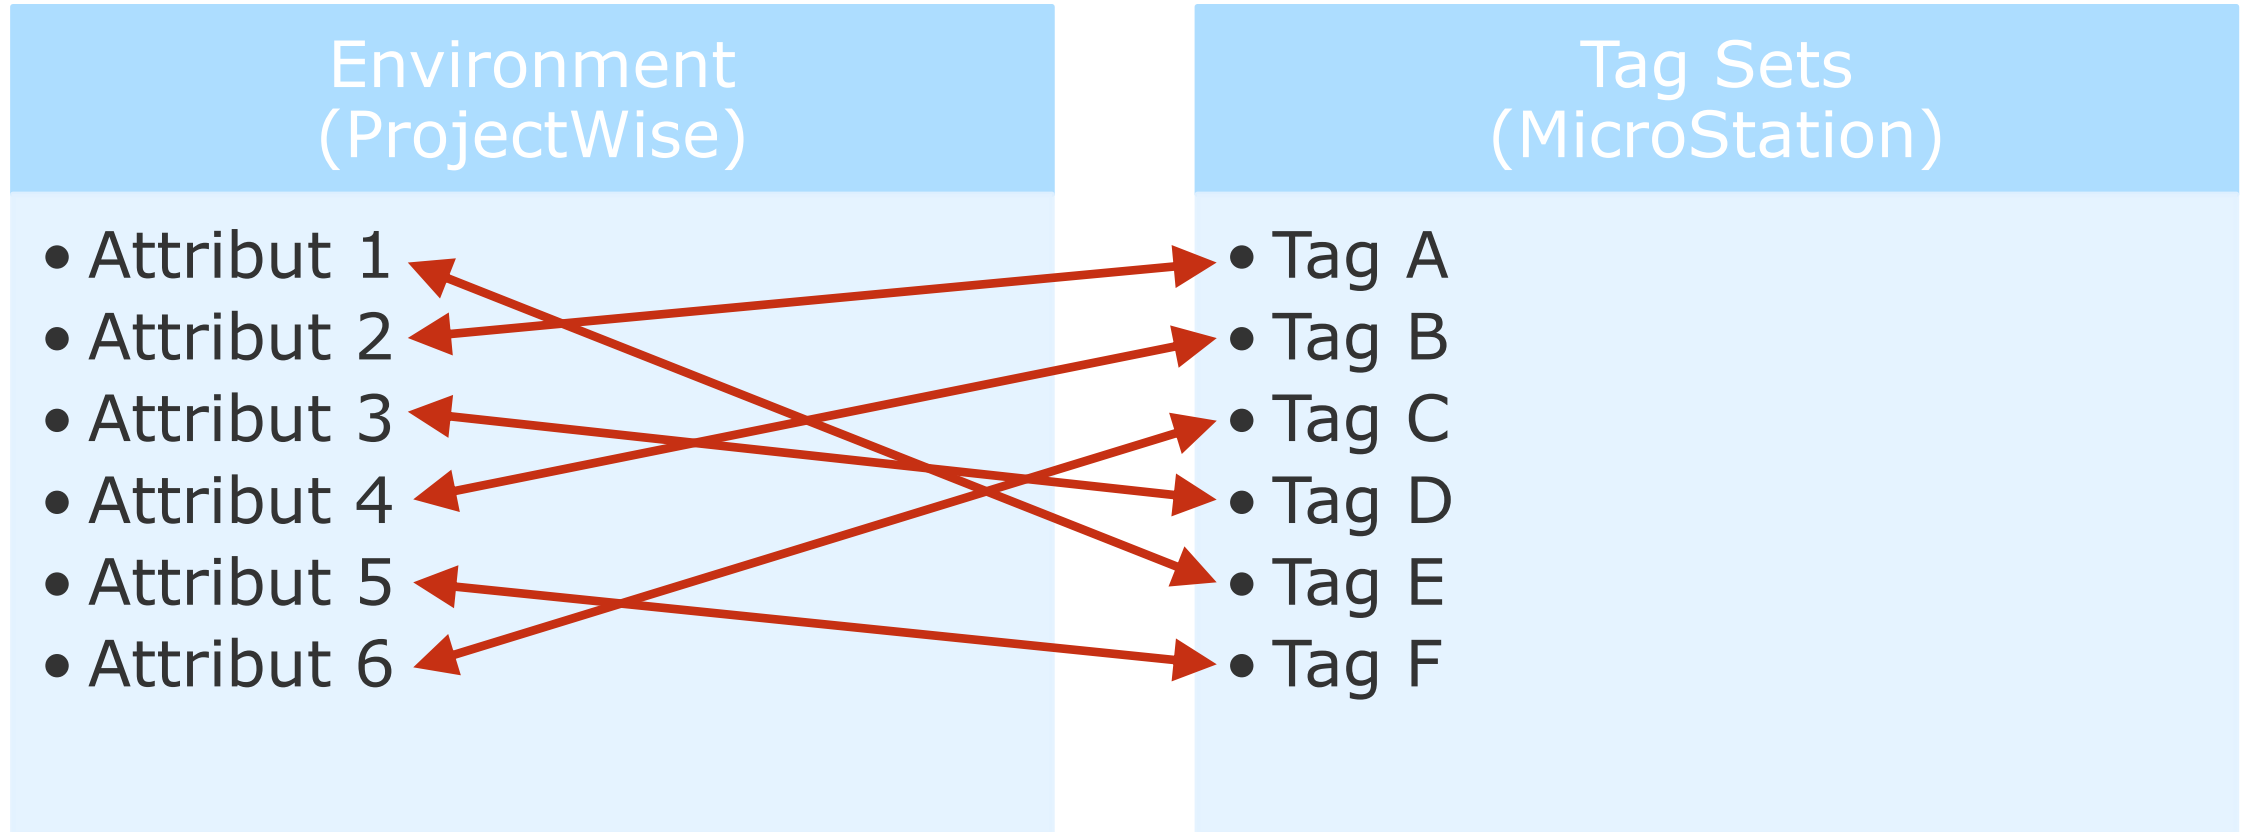 Environment
(ProjectWise)
• Attribut 1
• Attribut 2
• Attribut 3
• Attribut 4
• Attribut 5
• Attribut 6
Tag Sets
(MicroStation)
• Tag A
• Tag B
• Tag C
• Tag D
• Tag E
• Tag F